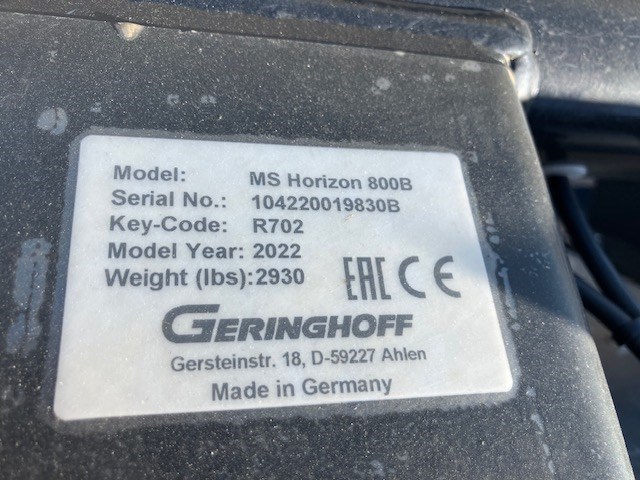 Model: MS Horizon 800B
Serial No.: 104220019830B
Key-Code: R702
Model Year: 2022
Weight (lbs): 2930
EAC CE
GERINGHOFF
Gersteinstr. 18, D-59227 Ahlen
Made in Germany